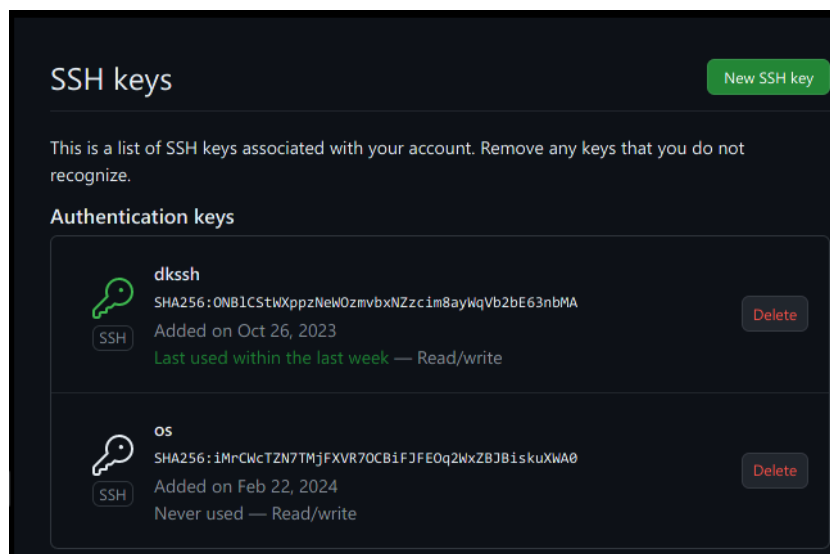 SSH keys
New SSH key
This is a list of SSH keys associated with your account. Remove any keys that you do not
recognize.
Authentication keys
dkssh
SHA256:ONBlCStWXppzNeWOzmvbxNZzcim8ayWqVb2bE63nbMA
SSH
Added on Oct 26, 2023
Last used within the last week — Read/write
Delete
os
SHA256:iMrCWcTZN7TMjFXVR7OCBiFJFEOq2WxZBJBiskuXWA0
SSH
Added on Feb 22, 2024
Never used — Read/write
Delete